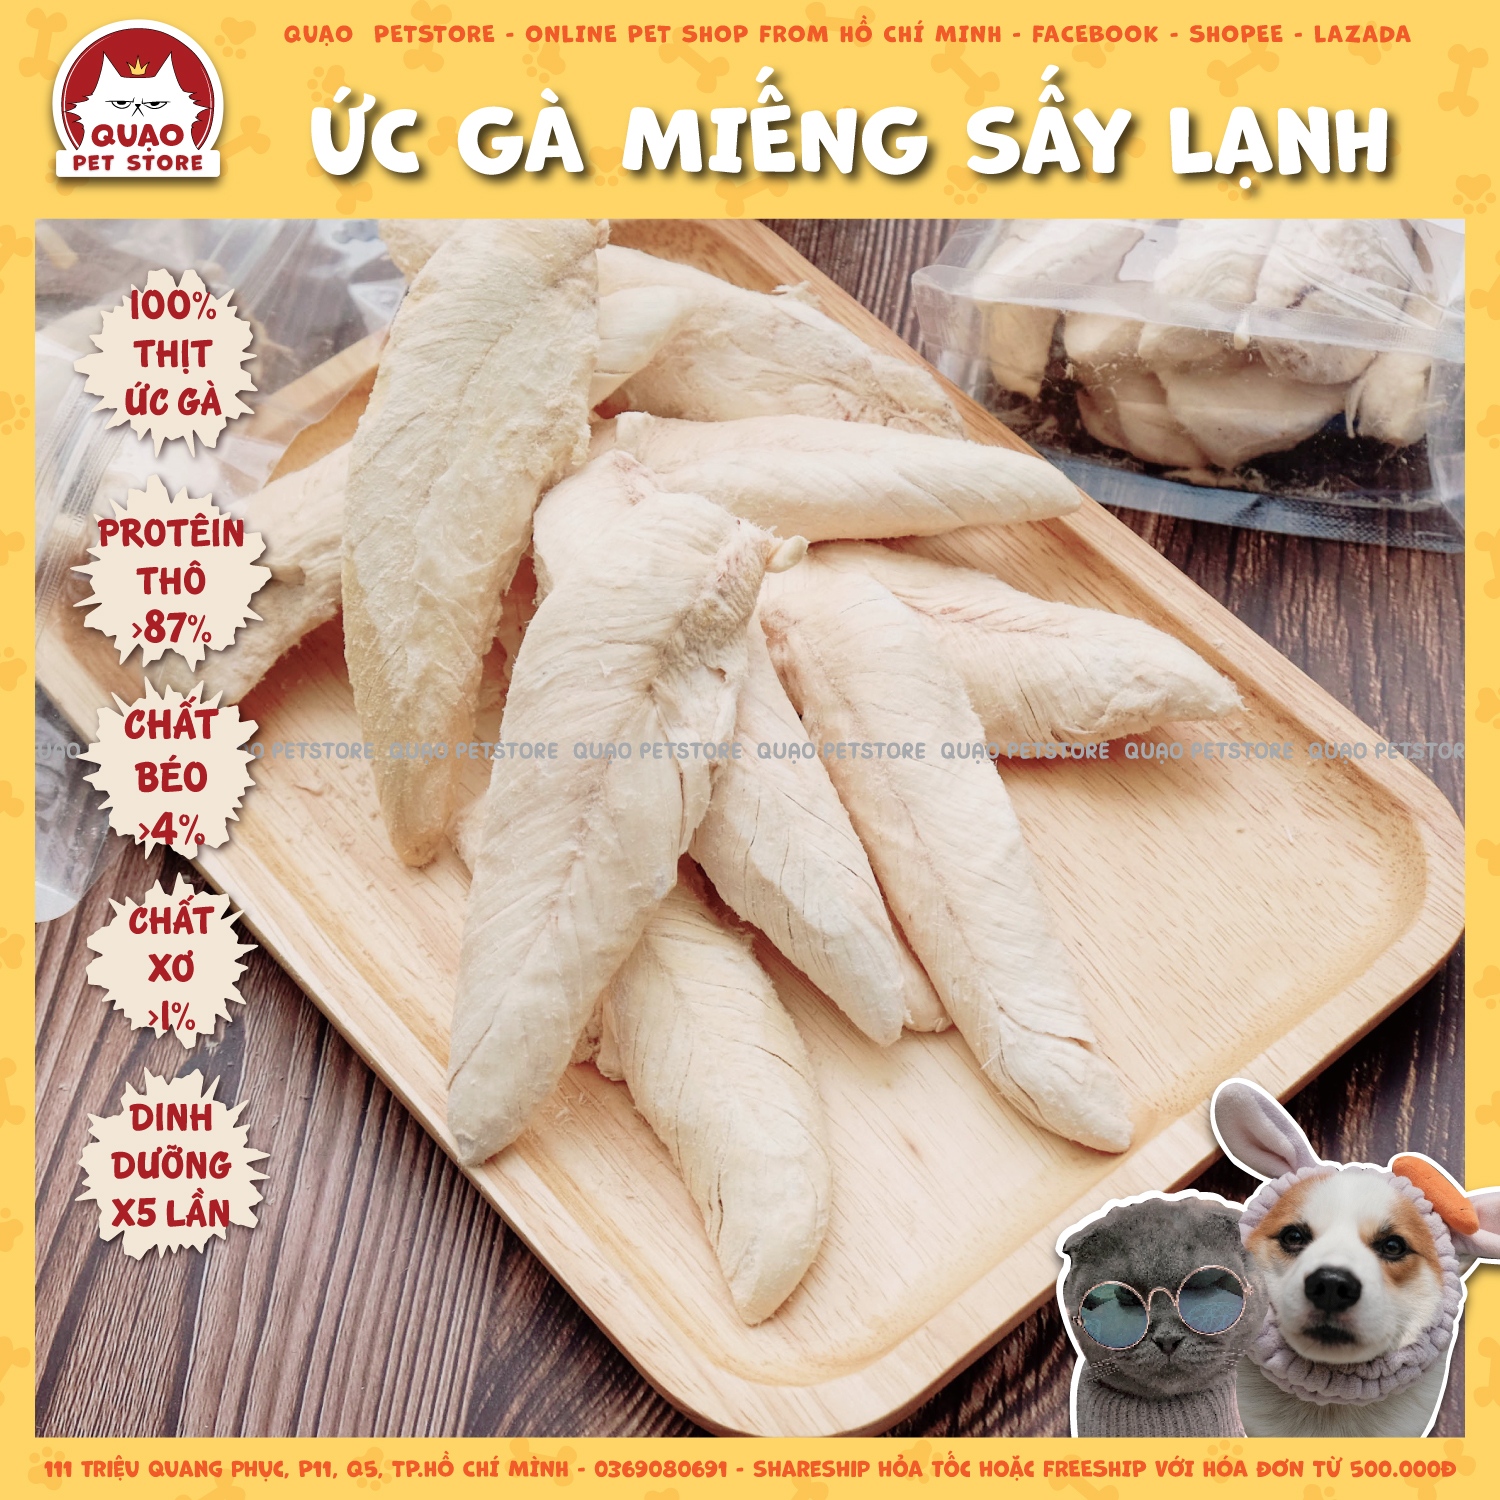 QUẠO PETSTORE - ONLINE PET SHOP FROM HỒ CHÍ MINH - FACEBOOK - SHOPEE - LAZADA
QUẠO
PET STORE
ỨC GÀ MIẾNG SẤY LẠNH
100%
THỊT
ỨC GÀ
PROTÊIN
THÔ
>87%
CHẤT
BÉO
>4%
QUẠO PETSTORE QUẠO PETSTORE QUẠO PETSTORE QUẠO PETSTORE QUẠO PETSTORE QUẠO PETSTORE
CHẤT
XƠ
>1%
DINH
DƯỠNG
X5 LẦN
111 TRIỆU QUANG PHỤC, P11, Q5, TP.HỒ CHÍ MÌNH - 0369080691 - SHARESHIP HỎA TỐC HOẶC FREESHIP VỚI HÓA ĐƠN TỪ 500.000Đ